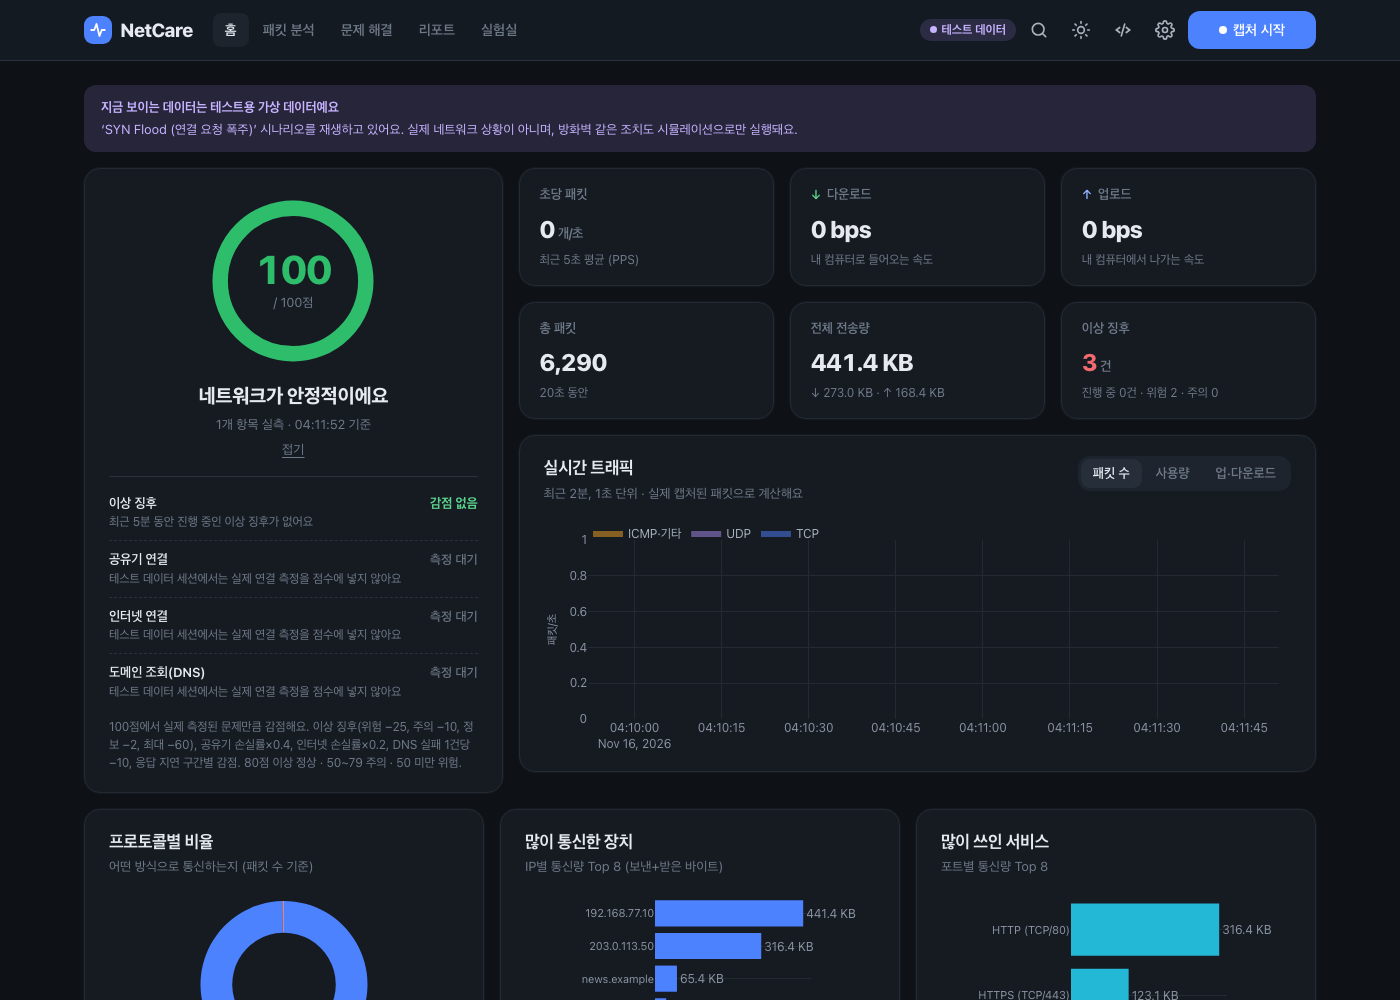 NetCare
홈
패킷 분석
문제 해결
리포트
실험실
테스트 데이터
캡처 시작
지금 보이는 데이터는 테스트용 가상 데이터예요
‘SYN Flood (연결 요청 폭주)’ 시나리오를 재생하고 있어요. 실제 네트워크 상황이 아니며, 방화벽 같은 조치도 시뮬레이션으로만 실행돼요.
100
/ 100점
네트워크가 안정적이에요
1개 항목 실측 · 04:11:52 기준
접기
이상 징후
감점 없음
최근 5분 동안 진행 중인 이상 징후가 없어요
공유기 연결
측정 대기
테스트 데이터 세션에서는 실제 연결 측정을 점수에 넣지 않아요
인터넷 연결
측정 대기
테스트 데이터 세션에서는 실제 연결 측정을 점수에 넣지 않아요
도메인 조회(DNS)
측정 대기
테스트 데이터 세션에서는 실제 연결 측정을 점수에 넣지 않아요
100점에서 실제 측정된 문제만큼 감점해요. 이상 징후(위험 −25, 주의 −10, 정
보 −2, 최대 −60), 공유기 손실률×0.4, 인터넷 손실률×0.2, DNS 실패 1건당
−10, 응답 지연 구간별 감점. 80점 이상 정상 · 50~79 주의 · 50 미만 위험.
초당 패킷
0 개/초
최근 5초 평균 (PPS)
↓ 다운로드
0 bps
내 컴퓨터로 들어오는 속도
↑ 업로드
0 bps
내 컴퓨터에서 나가는 속도
총 패킷
6,290
20초 동안
전체 전송량
441.4 KB
↓ 273.0 KB · ↑ 168.4 KB
이상 징후
3 건
진행 중 0건 · 위험 2 · 주의 0
실시간 트래픽
최근 2분, 1초 단위 · 실제 캡처된 패킷으로 계산해요
패킷 수
사용량
업·다운로드
ICMP·기타
UDP
TCP
패킷/초
1
0.8
0.6
0.4
0.2
0
04:10:00
04:10:15
04:10:30
04:10:45
04:11:00
04:11:15
04:11:30
04:11:45
Nov 16, 2026
프로토콜별 비율
어떤 방식으로 통신하는지 (패킷 수 기준)
많이 통신한 장치
IP별 통신량 Top 8 (보낸+받은 바이트)
192.168.77.10
441.4 KB
203.0.113.50
316.4 KB
news.example
65.4 KB
많이 쓰인 서비스
포트별 통신량 Top 8
HTTP (TCP/80)
316.4 KB
HTTPS (TCP/443)
123.1 KB